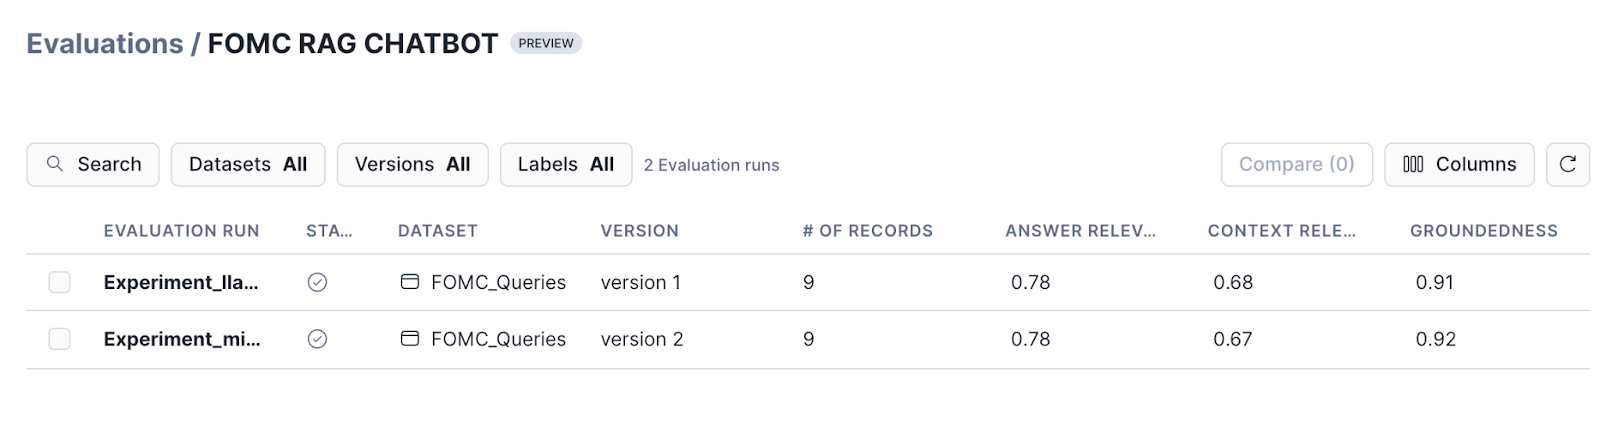 Evaluations / FOMC RAG CHATBOT PREVIEW
Search Datasets All Versions All Labels All 2 Evaluation runs Compare (0) Columns
EVALUATION RUN STA... DATASET VERSION # OF RECORDS ANSWER RELEV... CONTEXT RELE... GROUNDEDNESS
Experiment_lla... FOMC_Queries version 1 9 0.78 0.68 0.91
Experiment_mi... FOMC_Queries version 2 9 0.78 0.67 0.92